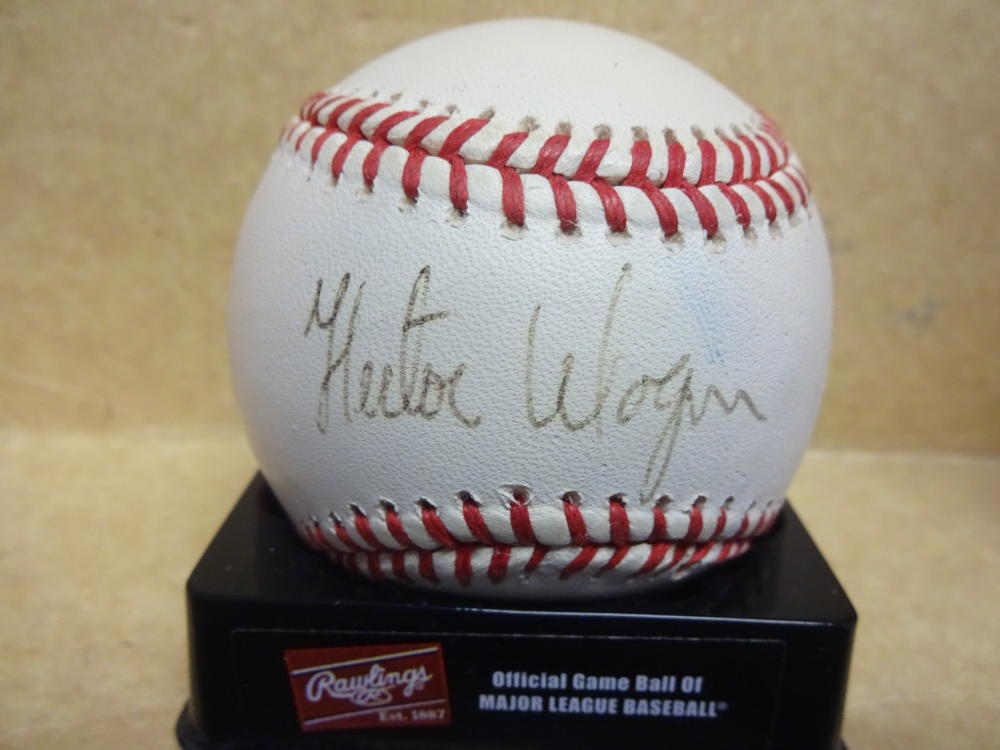 Hector Wagner
Rawlings
Est. 1887
Official Game Ball Of
MAJOR LEAGUE BASEBALL®